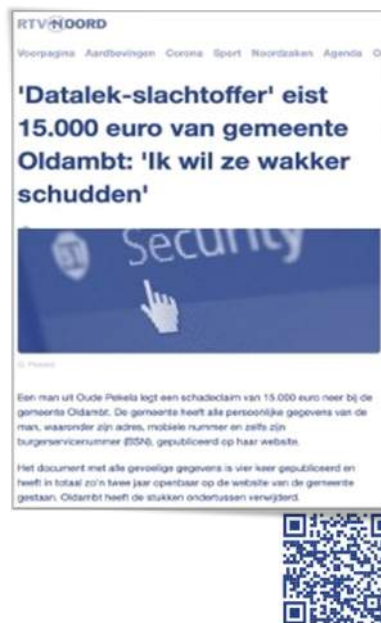 RTV NOORD
Voorpagina Aardbevingen Corona Sport Noordzaken Agenda
'Datalek-slachtoffer' eist
15.000 euro van gemeente
Oldambt: 'Ik wil ze wakker
schudden'
Security
Een man uit Oude Pekela legt een schadeclaim van 15.000 euro neer bij de
gemeente Oldambt. De gemeente heeft alle persoonlijke gegevens van de
man, waaronder zijn adres, mobiele nummer en zelfs zijn
burgerservicenummer (BSN), gepubliceerd op haar website.
Het document met alle gevoelige gegevens is vier keer gepubliceerd en
heeft in totaal zo'n twee jaar openbaar op de website van de gemeente
gestaan. Oldambt heeft de stukken ondertussen verwijderd.